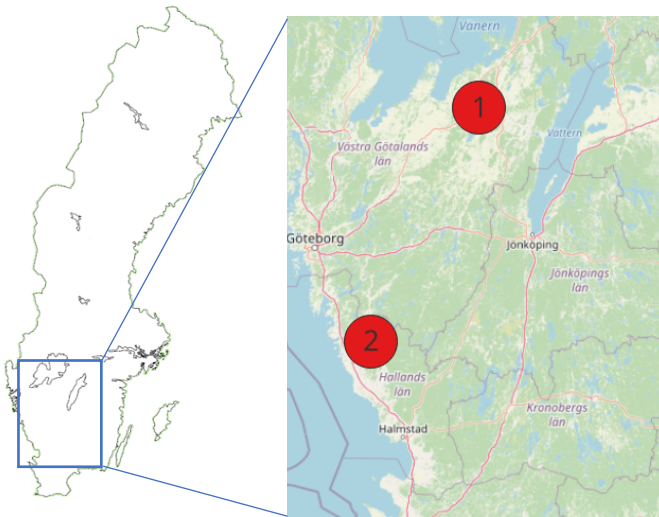 Vänern
1
Vättern
Västra Götalands
län
Göteborg
Jönköping
Jönköpings
län
2
Hallands
län
Kronobergs
län
Halmstad